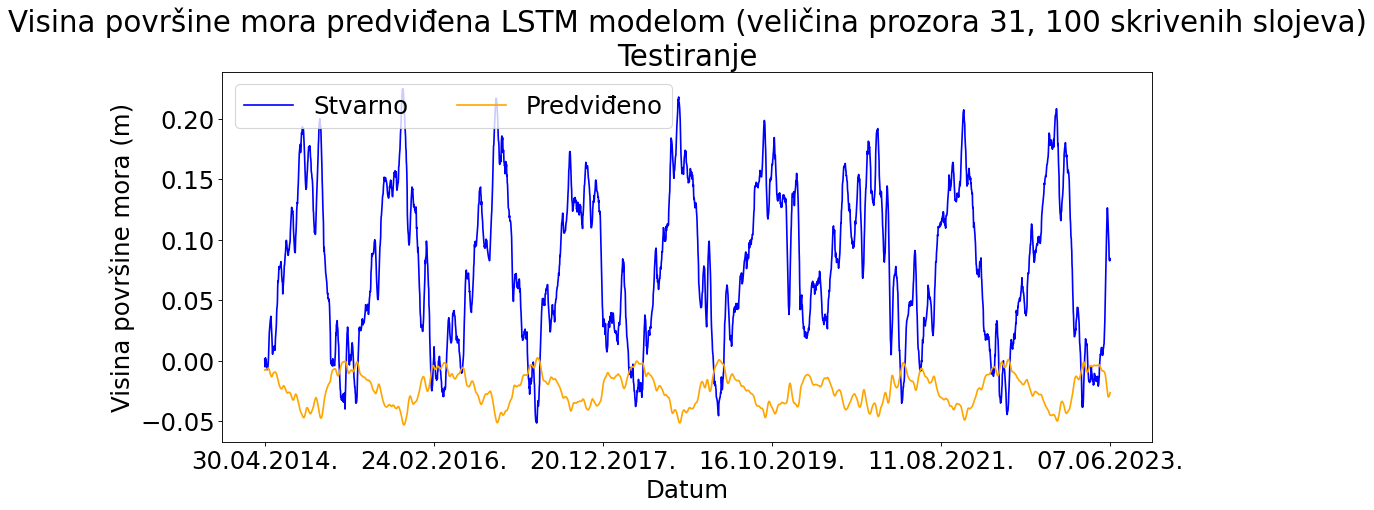 Visina površine mora predviđena LSTM modelom (veličina prozora 31, 100 skrivenih slojeva)
Testiranje
Stvarno Predviđeno
Visina površine mora (m)
0.20
0.15
0.10
0.05
0.00
−0.05
30.04.2014. 24.02.2016. 20.12.2017. 16.10.2019. 11.08.2021. 07.06.2023.
Datum